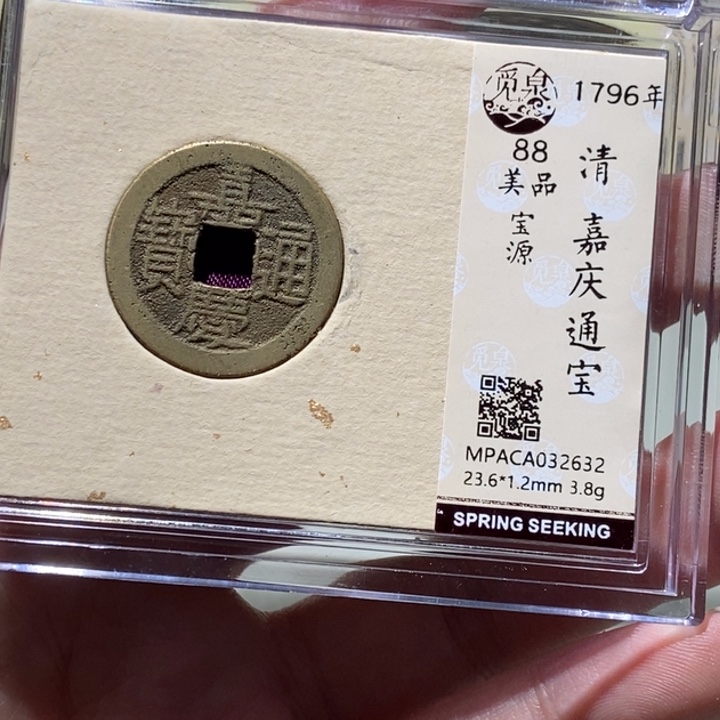 嘉慶通寶
觅泉
1796年
88
美品
宝源
清 嘉庆通宝
MPACA032632
23.6*1.2mm 3.8g
SPRING SEEKING